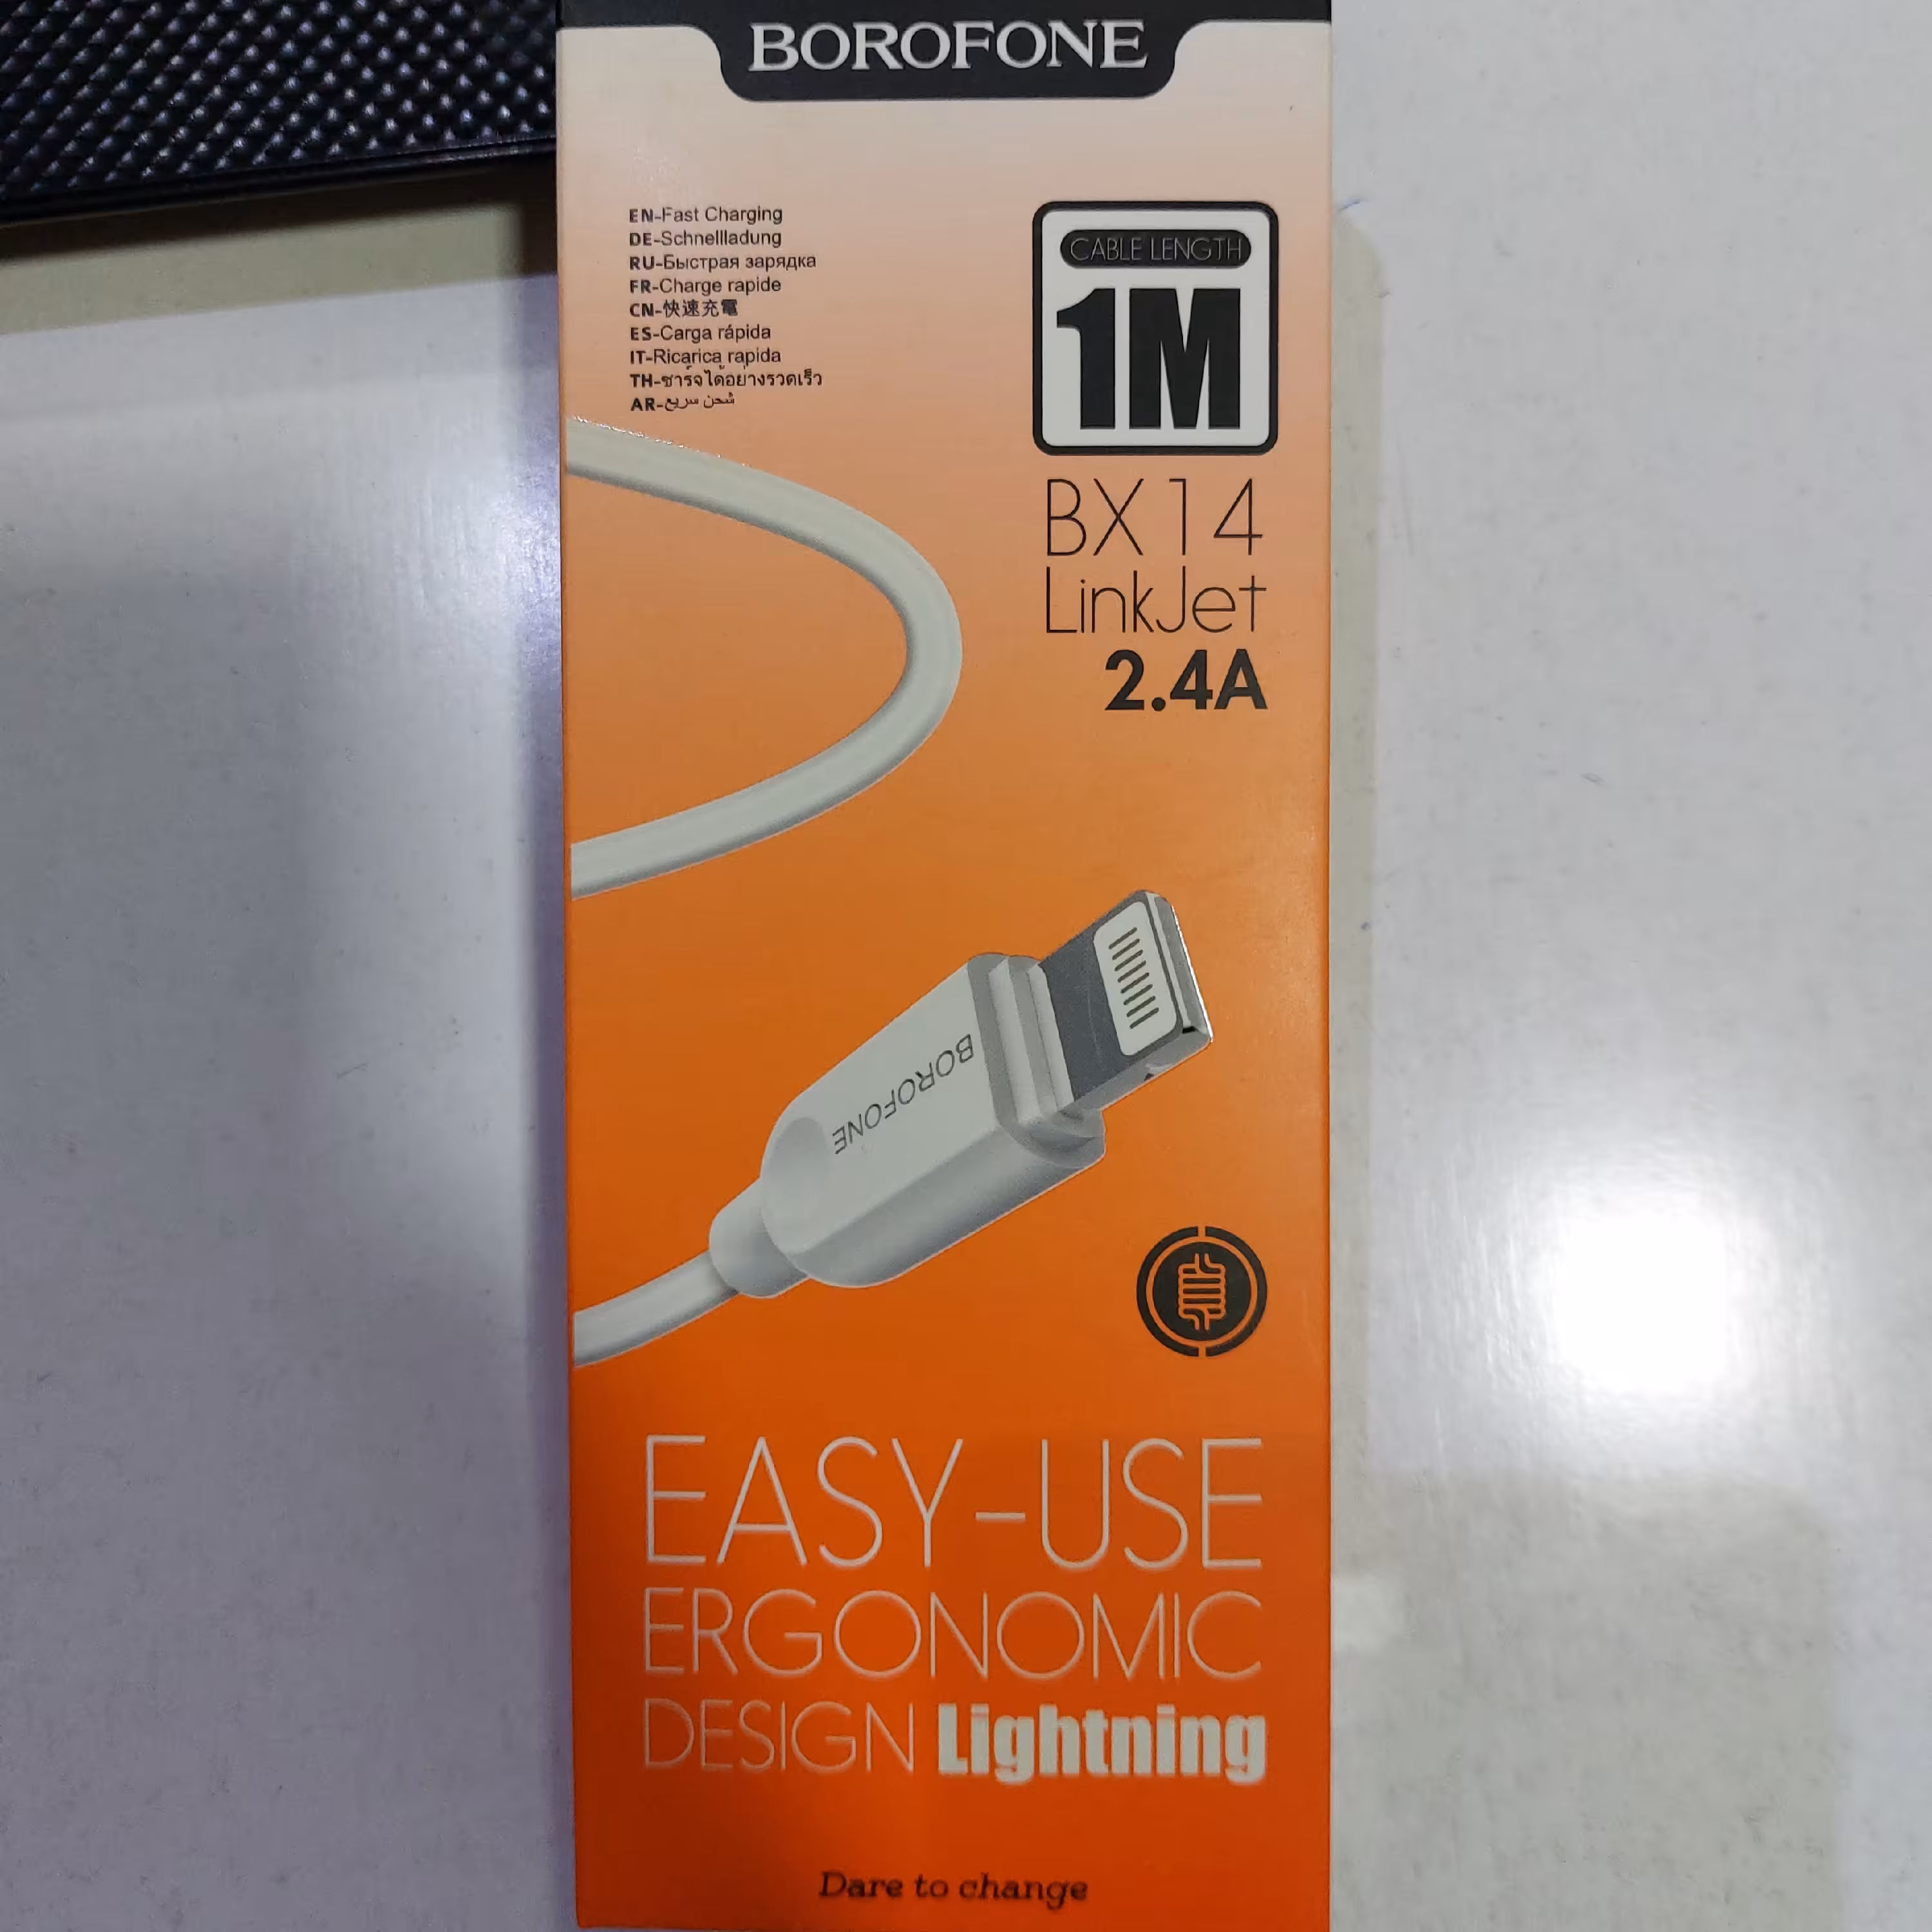 BOROFONE
EN-Fast Charging
DE-Schnellladung
RU-Быстрая зарядка
FR-Charge rapide
CN-快速充電
ES-Carga rápida
IT-Ricarica rapida
TH-ชาร์จได้อย่างรวดเร็ว
AR-شحن سريع
CABLE LENGTH
1M
BX14
LinkJet
2.4A
BOROFONE
EASY-USE
ERGONOMIC
DESIGN Lightning
Dare to change